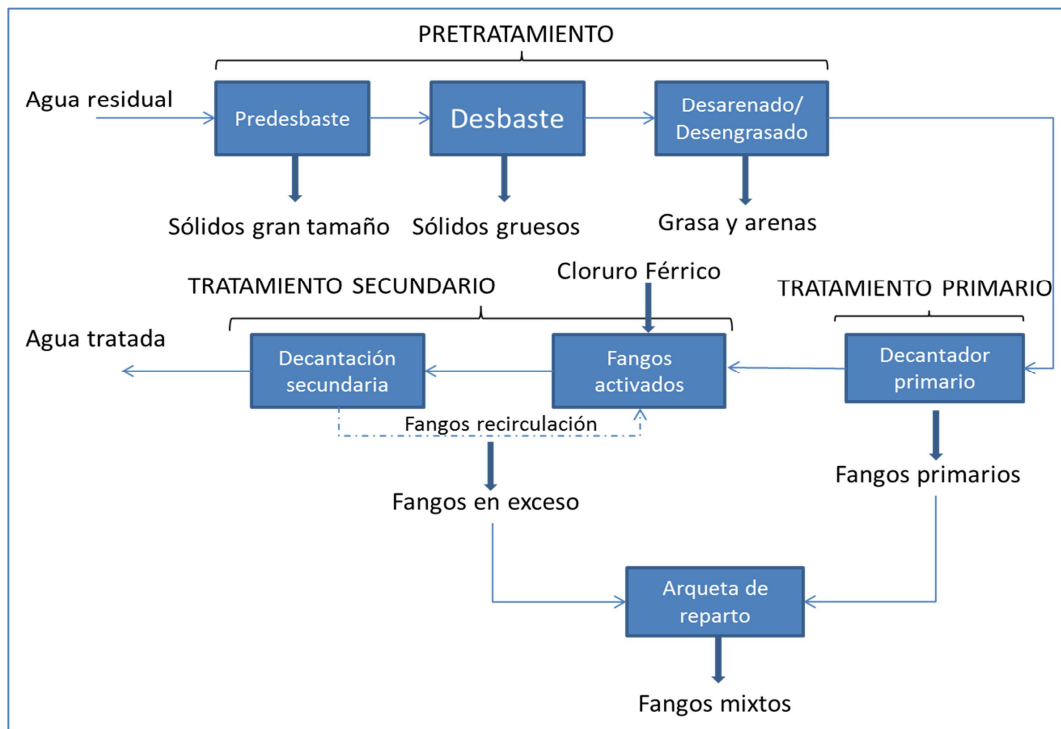 PRETRATAMIENTO
Agua residual
Predesbaste
Desbaste
Desarenado/
Desengrasado
Sólidos gran tamaño
Sólidos gruesos
Grasa y arenas
Cloruro Férrico
TRATAMIENTO SECUNDARIO
TRATAMIENTO PRIMARIO
Agua tratada
Decantación
secundaria
Fangos
activados
Decantador
primario
Fangos recirculación
Fangos en exceso
Fangos primarios
Arqueta de
reparto
Fangos mixtos